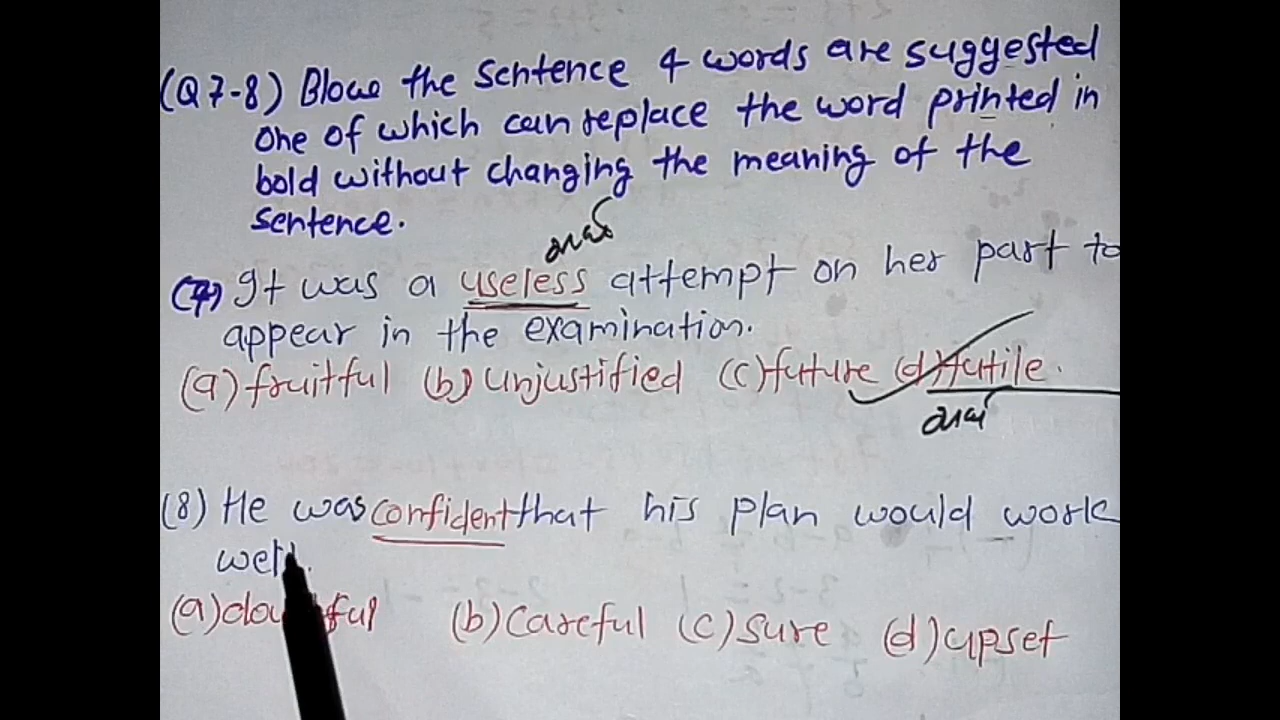 (Q7-8) Bloue the sentence 4 words are suggested
one of which can replace the word printed in
bold without changing the meaning of the
sentence.
(7) It was a useless attempt on her part to
appear in the examination.
(a) fruitful (b) unjustified (c) future (d) futile.
(8) He was confident that his plan would work
well.
(a) doubtful (b) careful (c) sure (d) upset